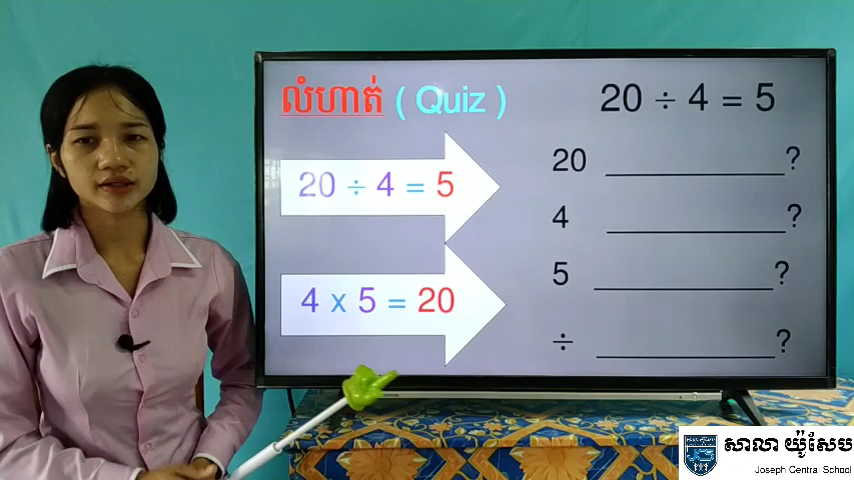 លំហាត់ ( Quiz )
20 ÷ 4 = 5
4 x 5 = 20
20 ÷ 4 = 5
20 ____________?
4 ____________?
5 ____________?
÷ ____________?
សាលា យ៉ូសែប
Joseph Central School